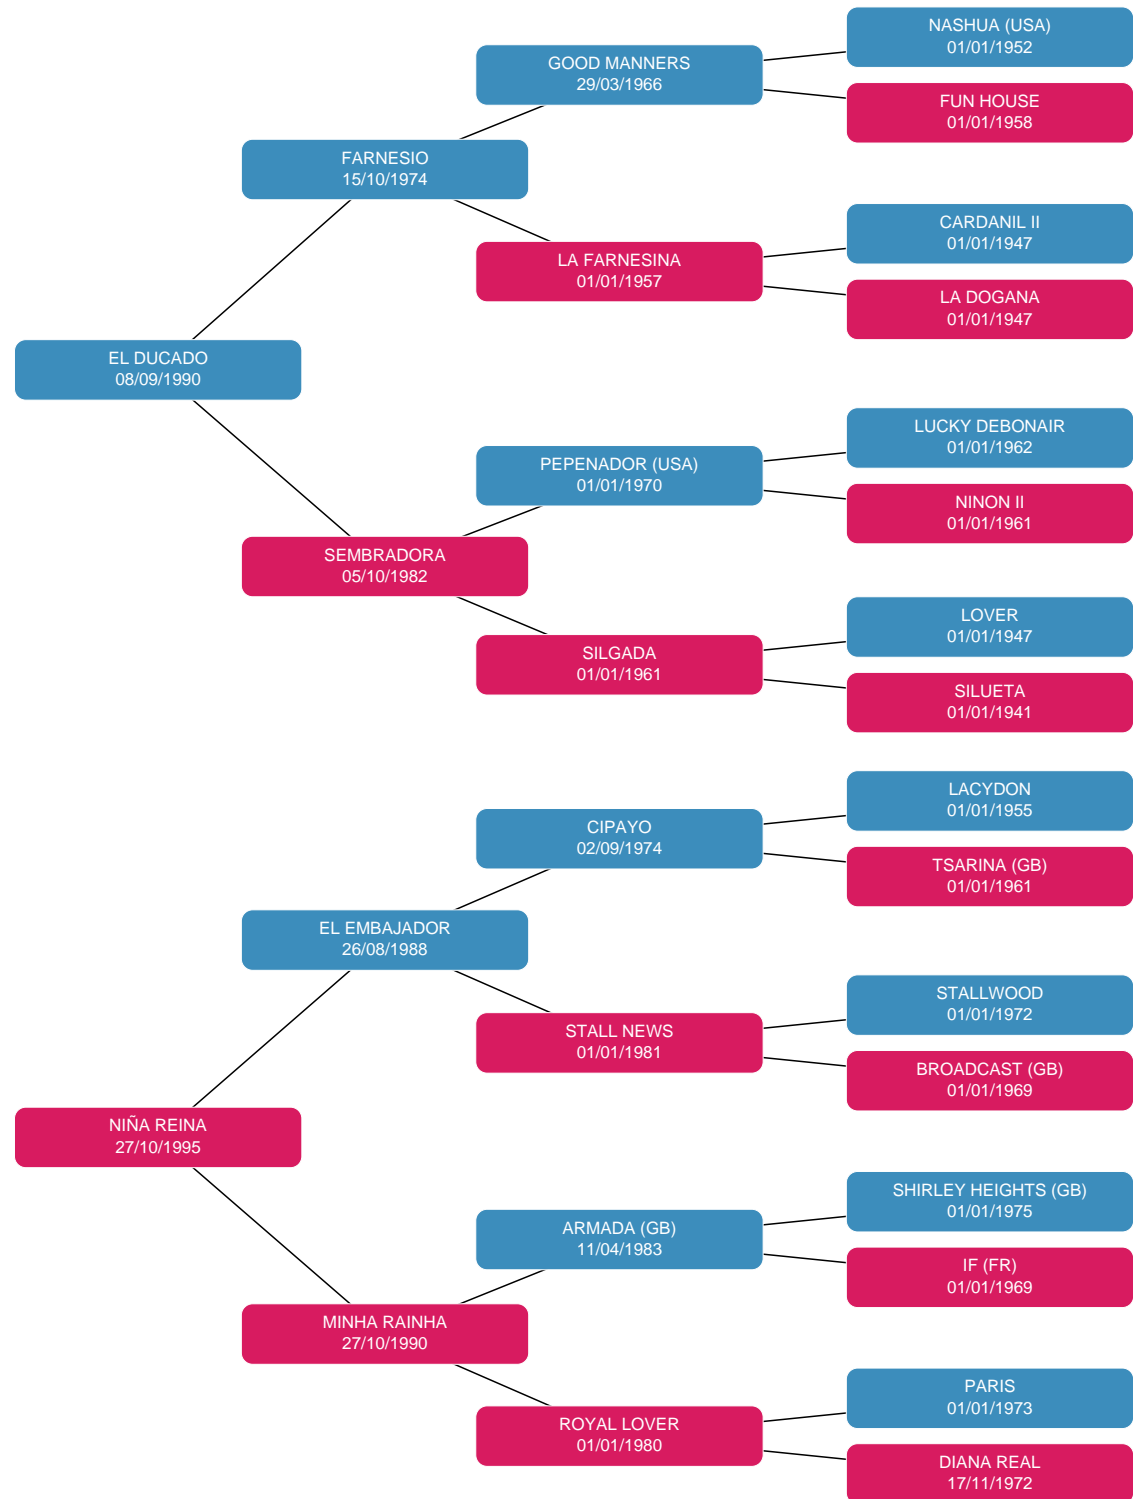 NASHUA (USA)
01/01/1952
GOOD MANNERS
29/03/1966
FUN HOUSE
01/01/1958
FARNESIO
15/10/1974
CARDANIL II
01/01/1947
LA FARNESINA
01/01/1957
LA DOGANA
01/01/1947
EL DUCADO
08/09/1990
LUCKY DEBONAIR
01/01/1962
PEPENADOR (USA)
01/01/1970
NINON II
01/01/1961
SEMBRADORA
05/10/1982
LOVER
01/01/1947
SILGADA
01/01/1961
SILUETA
01/01/1941
LACYDON
01/01/1955
CIPAYO
02/09/1974
TSARINA (GB)
01/01/1961
EL EMBAJADOR
26/08/1988
STALLWOOD
01/01/1972
STALL NEWS
01/01/1981
BROADCAST (GB)
01/01/1969
NIÑA REINA
27/10/1995
SHIRLEY HEIGHTS (GB)
01/01/1975
ARMADA (GB)
11/04/1983
IF (FR)
01/01/1969
MINHA RAINHA
27/10/1990
PARIS
01/01/1973
ROYAL LOVER
01/01/1980
DIANA REAL
17/11/1972